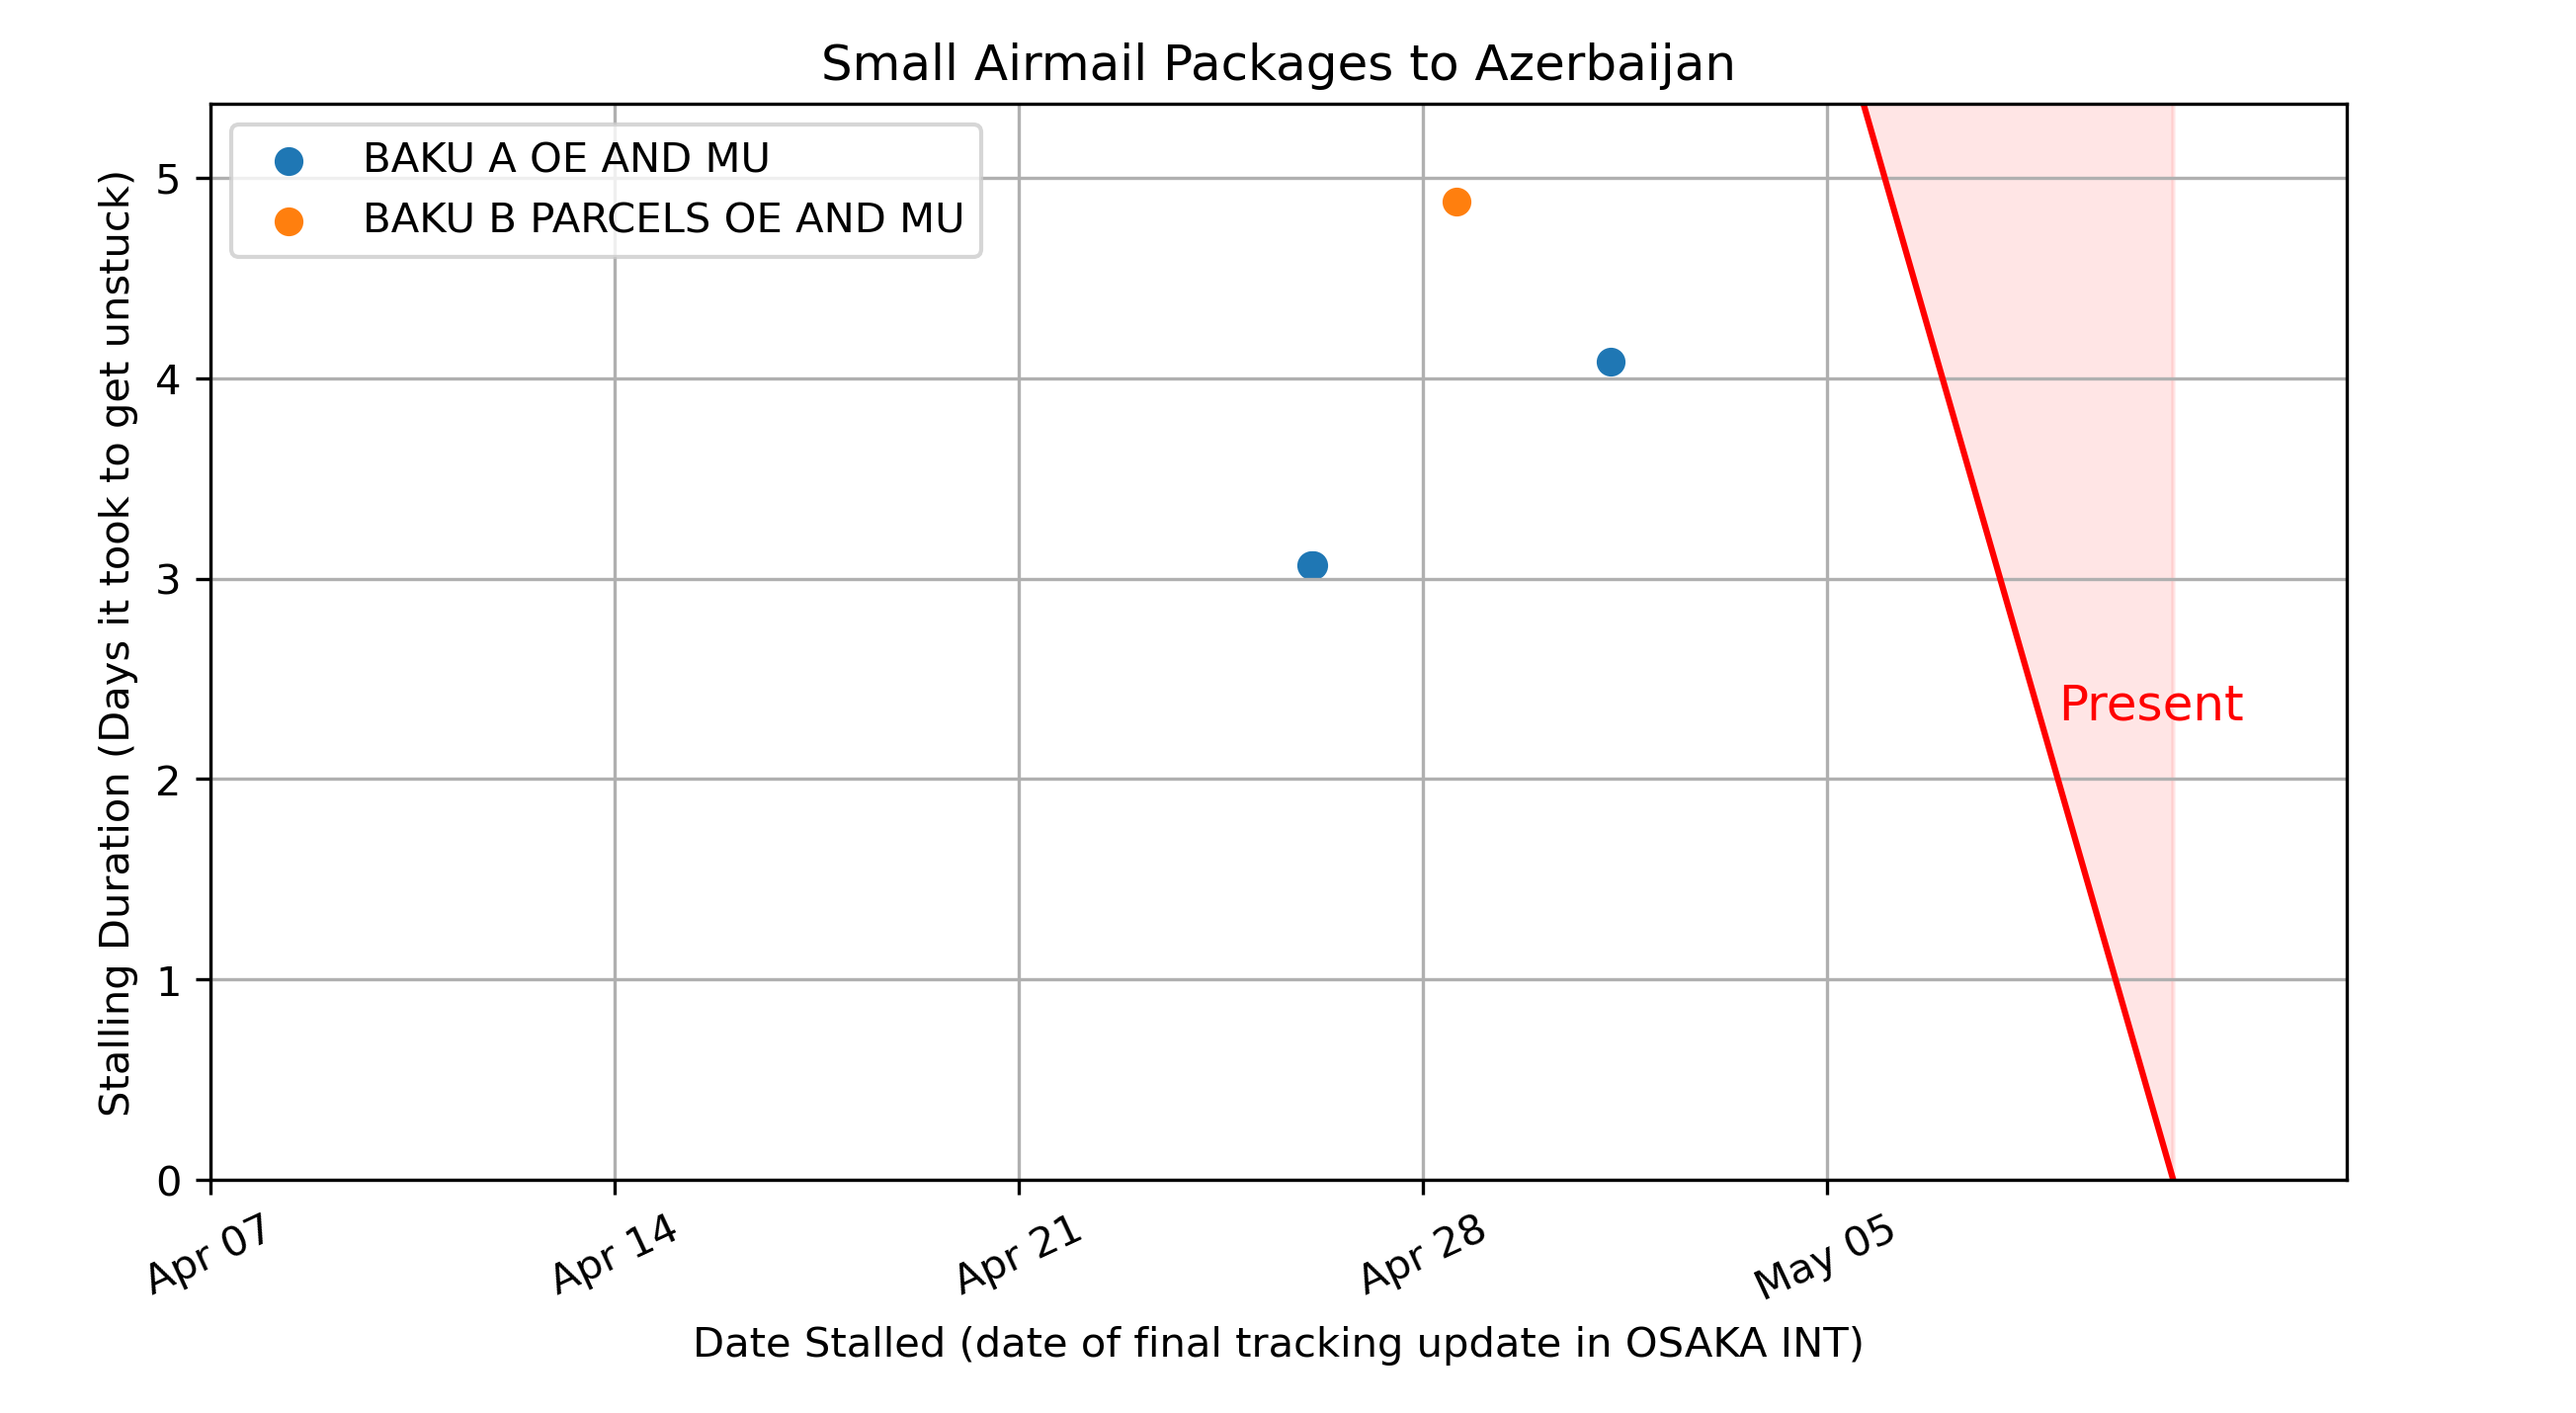 Small Airmail Packages to Azerbaijan
BAKU A OE AND MU
BAKU B PARCELS OE AND MU
Stalling Duration (Days it took to get unstuck)
5
4
3
2
1
0
Present
Apr 07
Apr 14
Apr 21
Apr 28
May 05
Date Stalled (date of final tracking update in OSAKA INT)